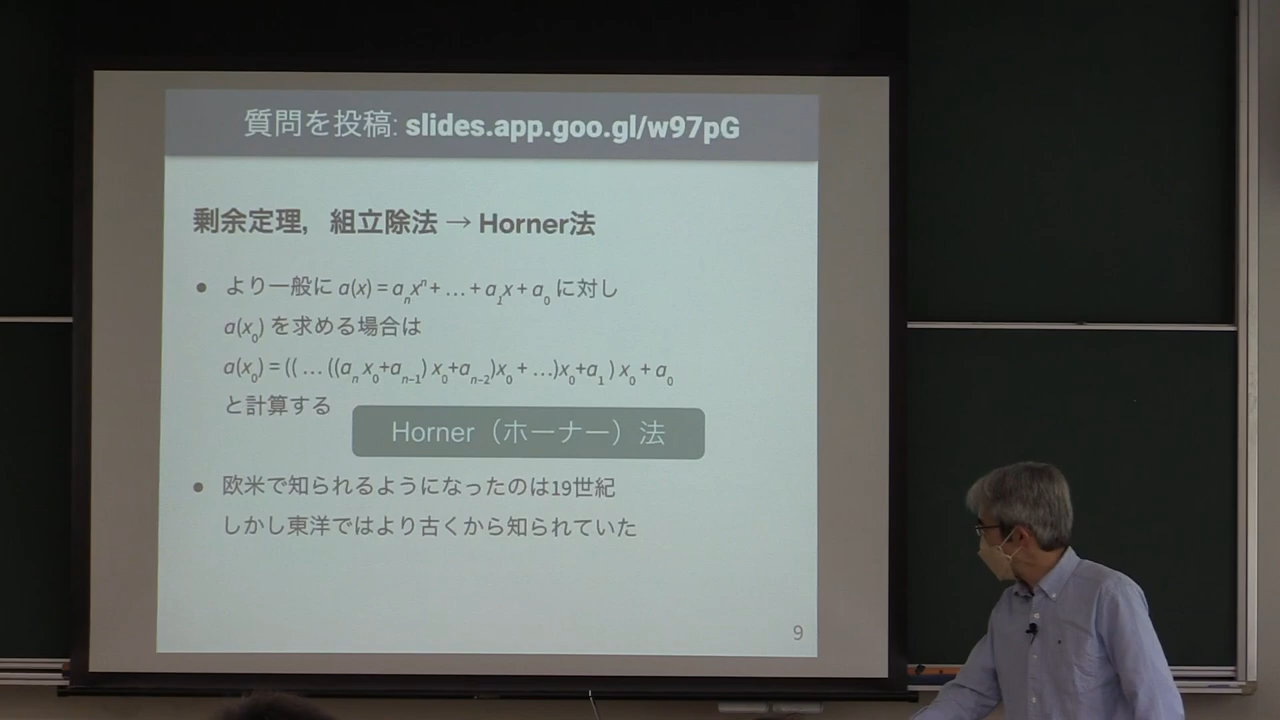 質問を投稿: slides.app.goo.gl/w97pG
剰余定理，組立除法 → Horner法
● より一般に a(x) = aₙxⁿ + … + a₁x + a₀ に対し
a(x₀) を求める場合は
a(x₀) = (( … ((aₙ x₀+aₙ₋₁) x₀+aₙ₋₂)x₀ + …)x₀+a₁ ) x₀ + a₀
と計算する
Horner（ホーナー）法
● 欧米で知られるようになったのは19世紀
しかし東洋ではより古くから知られていた
9